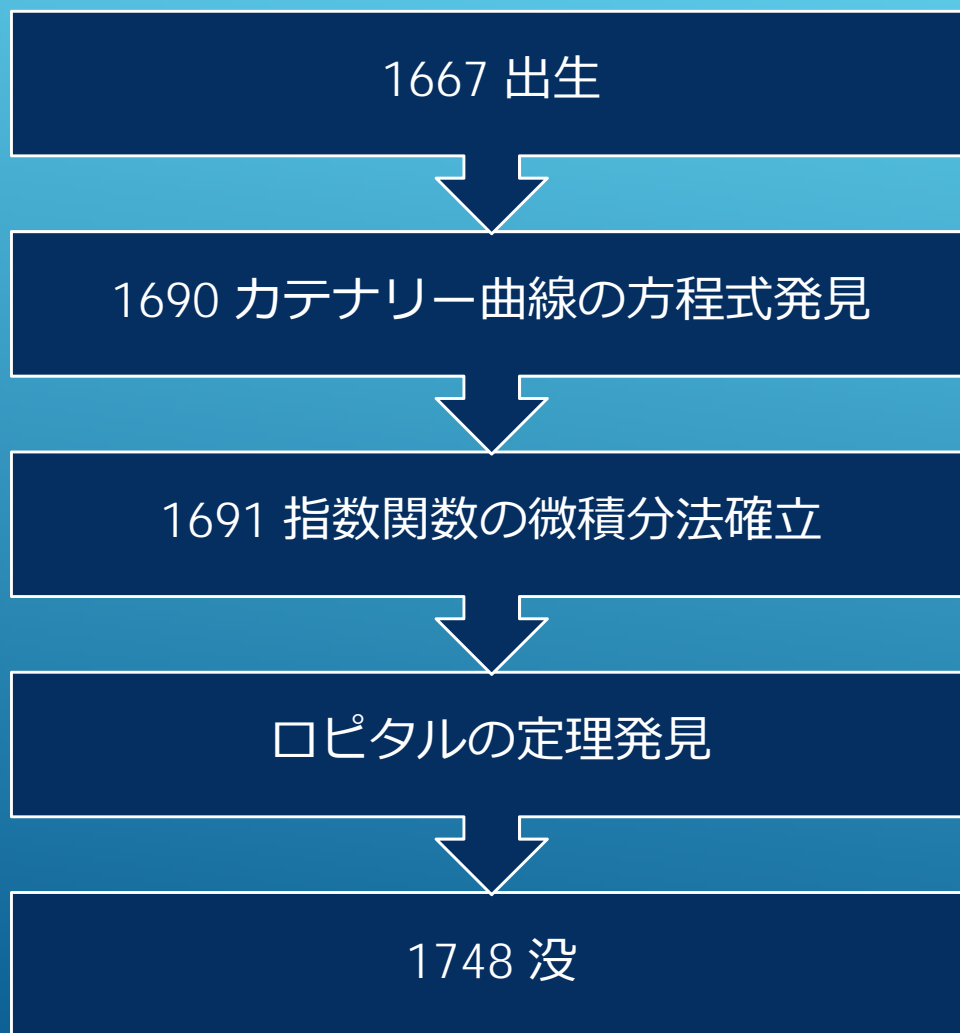 1667 出生
1690 カテナリー曲線の方程式発見
1691 指数関数の微積分法確立
ロピタルの定理発見
1748 没